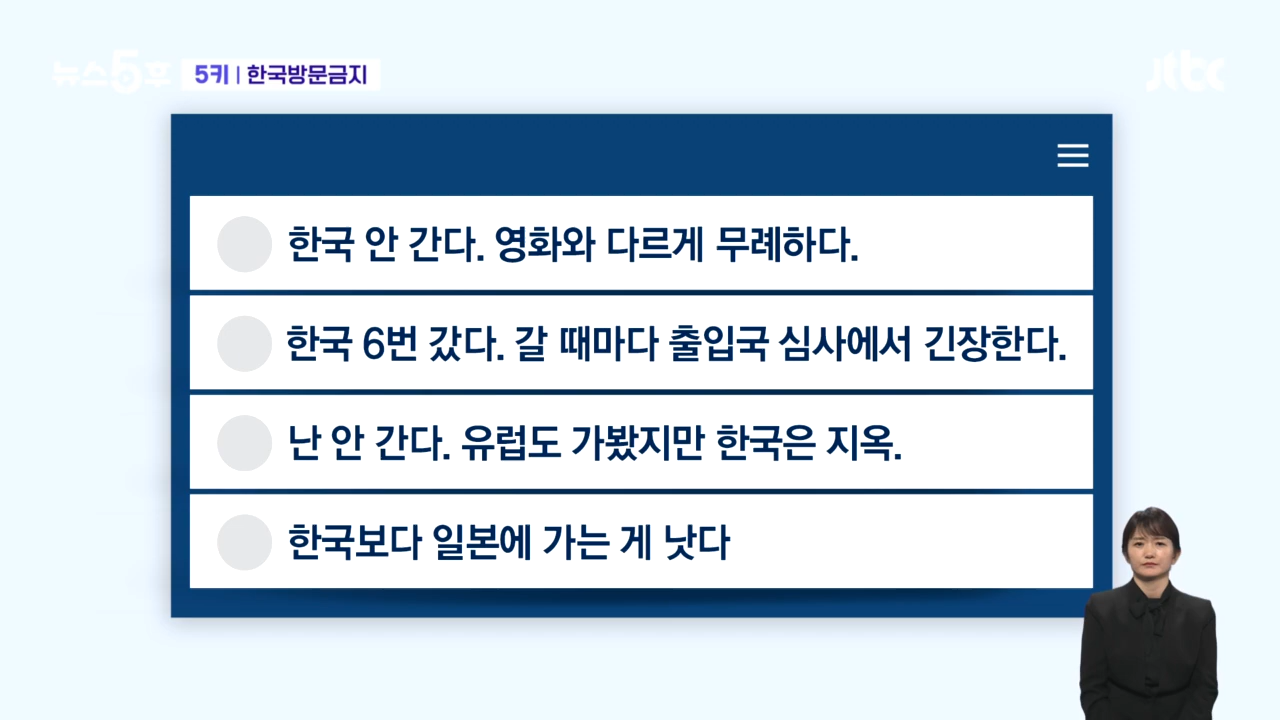 뉴스5후 5키 | 한국방문금지
jtbc
한국 안 간다. 영화와 다르게 무례하다.
한국 6번 갔다. 갈 때마다 출입국 심사에서 긴장한다.
난 안 간다. 유럽도 가봤지만 한국은 지옥.
한국보다 일본에 가는 게 낫다